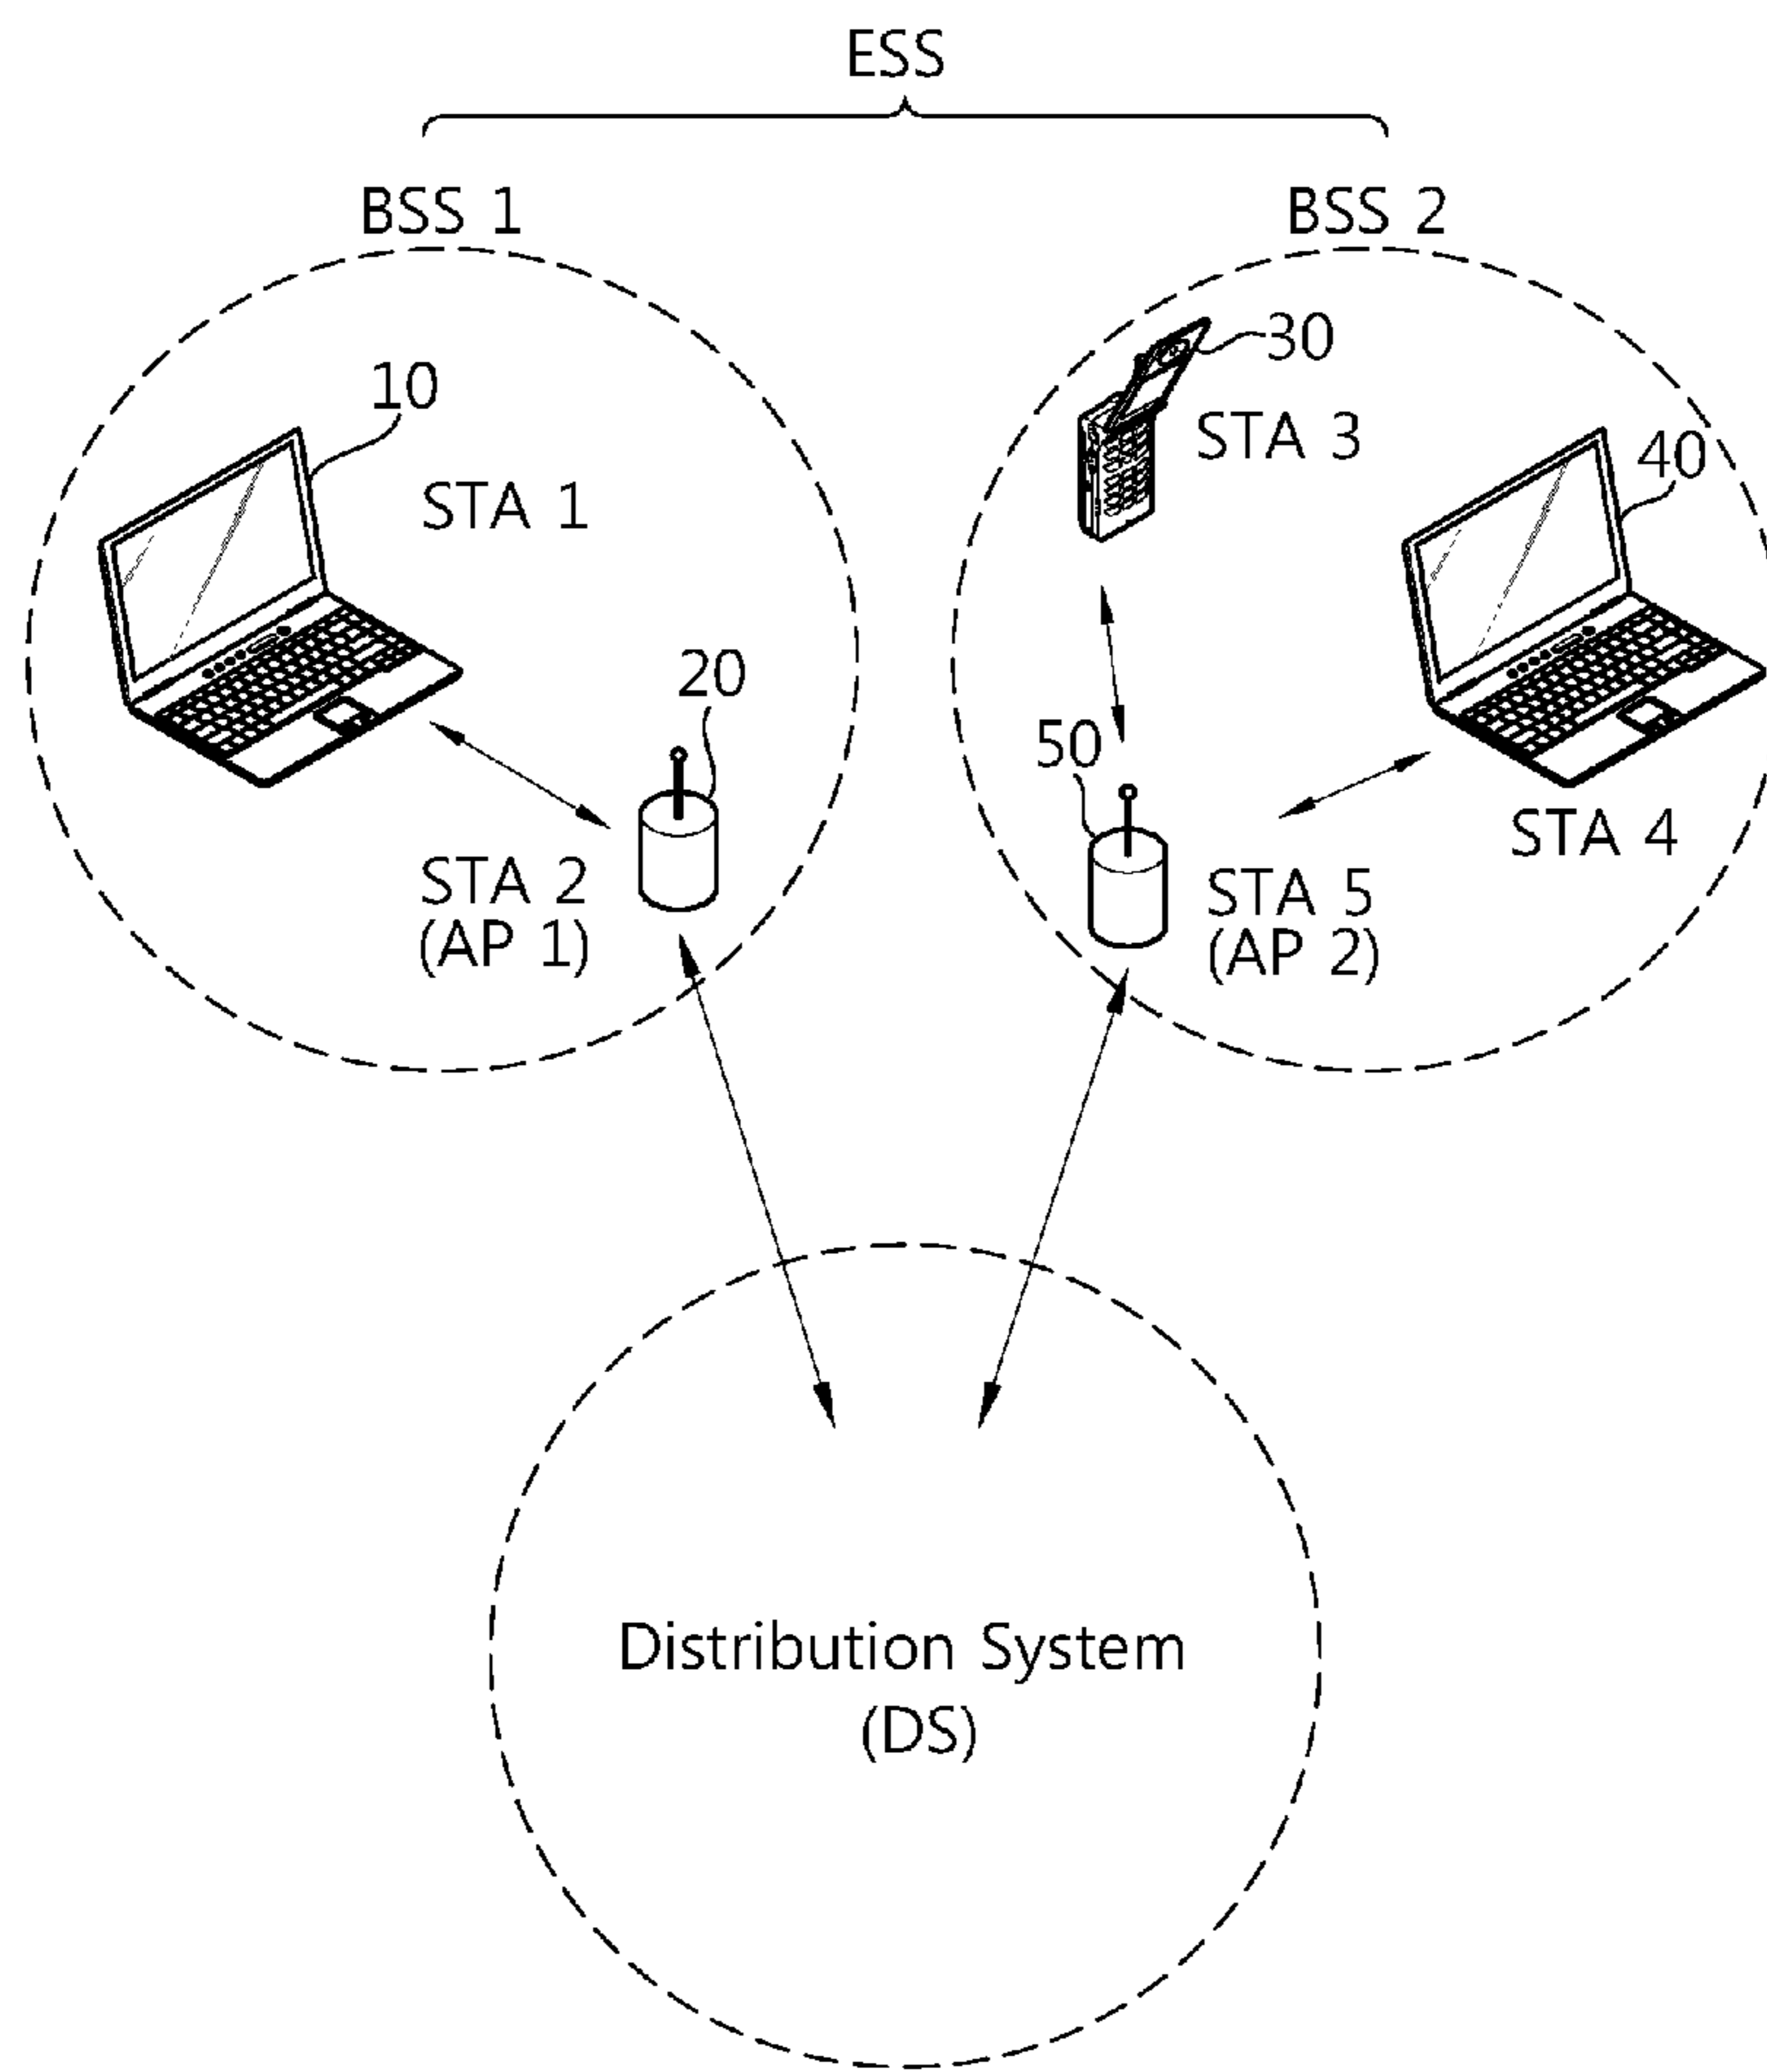 ESS
BSS 1
BSS 2
10
STA 1
20
STA 2
(AP 1)
30
STA 3
40
STA 4
50
STA 5
(AP 2)
Distribution System
(DS)